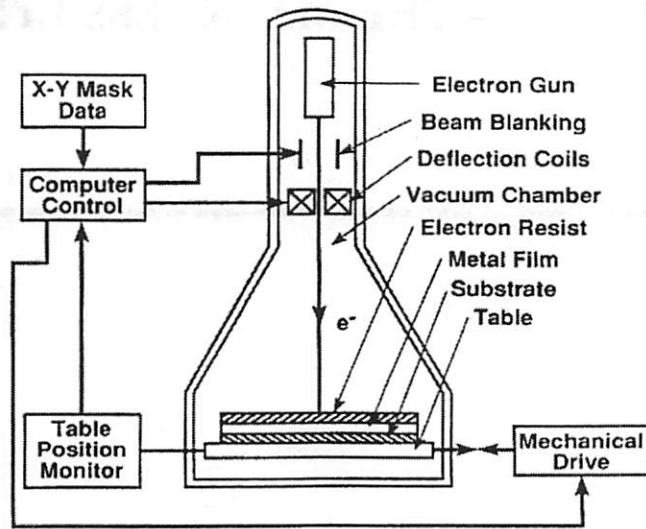 X-Y Mask
Data
Computer
Control
Table
Position
Monitor
Electron Gun
Beam Blanking
Deflection Coils
Vacuum Chamber
Electron Resist
Metal Film
Substrate
Table
e-
Mechanical
Drive